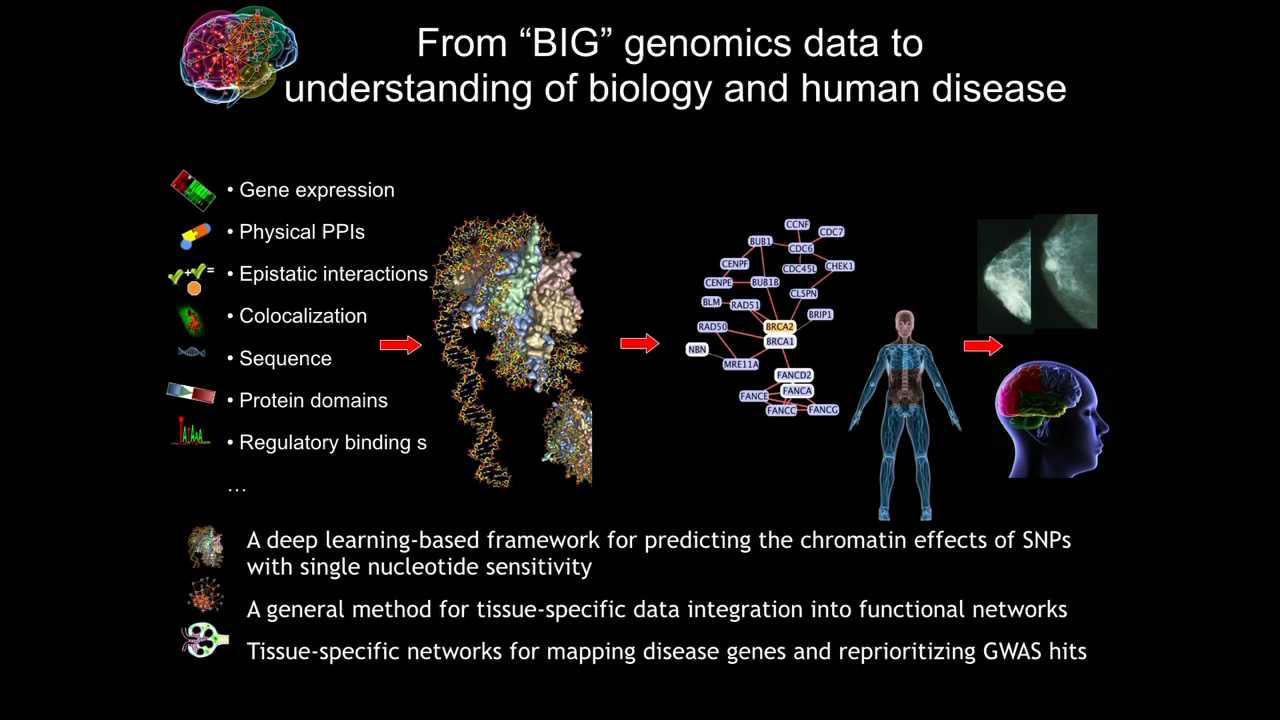 From “BIG” genomics data to
understanding of biology and human disease
• Gene expression
• Physical PPIs
• Epistatic interactions
• Colocalization
• Sequence
• Protein domains
• Regulatory binding s
…
CCNF
CDC7
BUB1
CDC6
CENPF
CDC45L
CHEK1
CENPE
BUB1B
CLSPN
BLM
RAD51
BRIP1
RAD50
BRCA2
BRCA1
NBN
MRE11A
FANCD2
FANCA
FANCE
FANCC
FANCG
A deep learning-based framework for predicting the chromatin effects of SNPs
with single nucleotide sensitivity
A general method for tissue-specific data integration into functional networks
Tissue-specific networks for mapping disease genes and reprioritizing GWAS hits